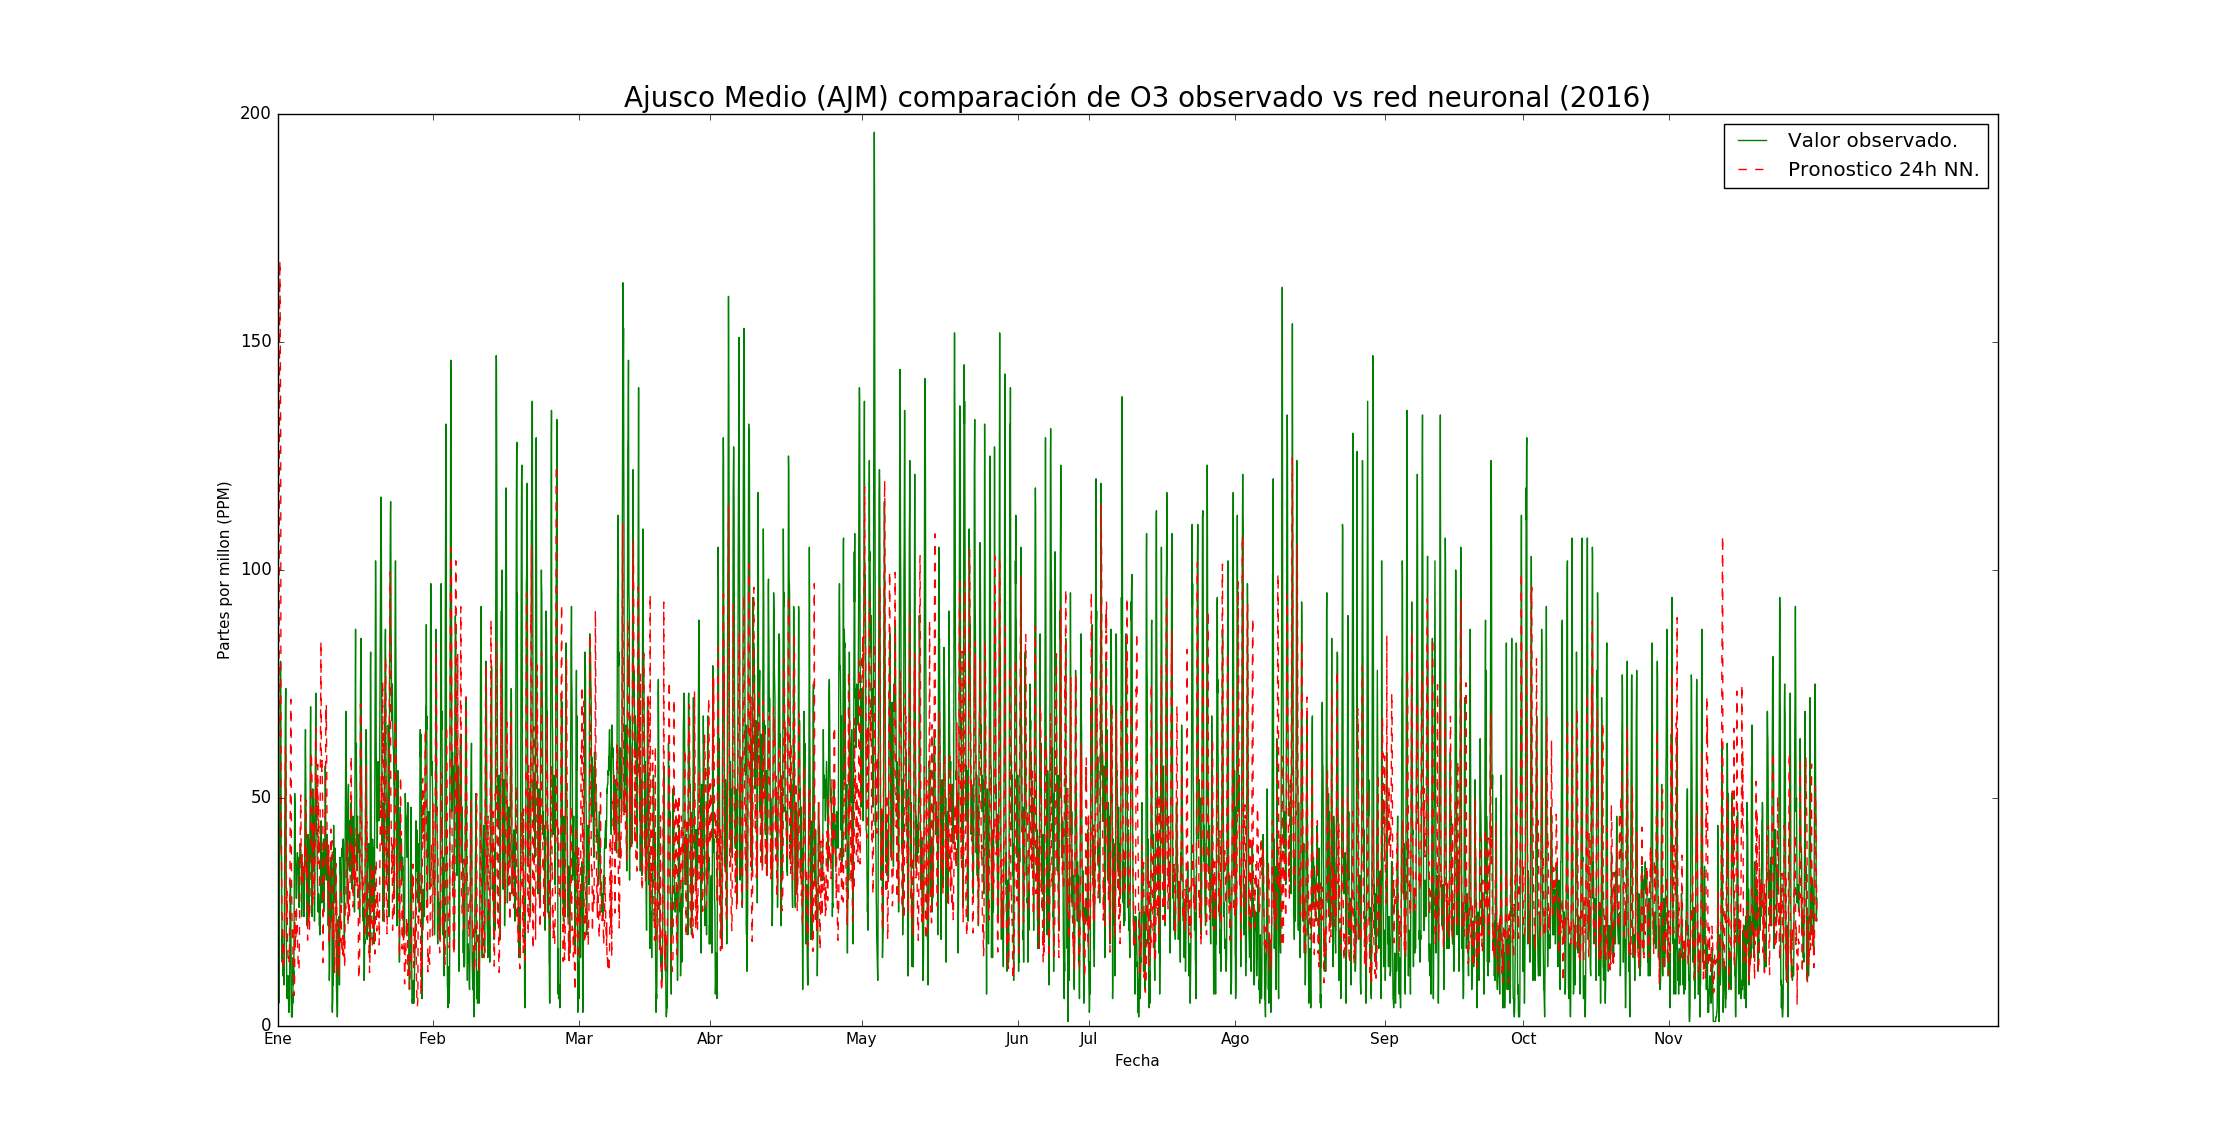 Ajusco Medio (AJM) comparación de O3 observado vs red neuronal (2016)
Valor observado.
Pronostico 24h NN.
Partes por millon (PPM)
200
150
100
50
0
Ene Feb Mar Abr May Jun Jul Ago Sep Oct Nov
Fecha